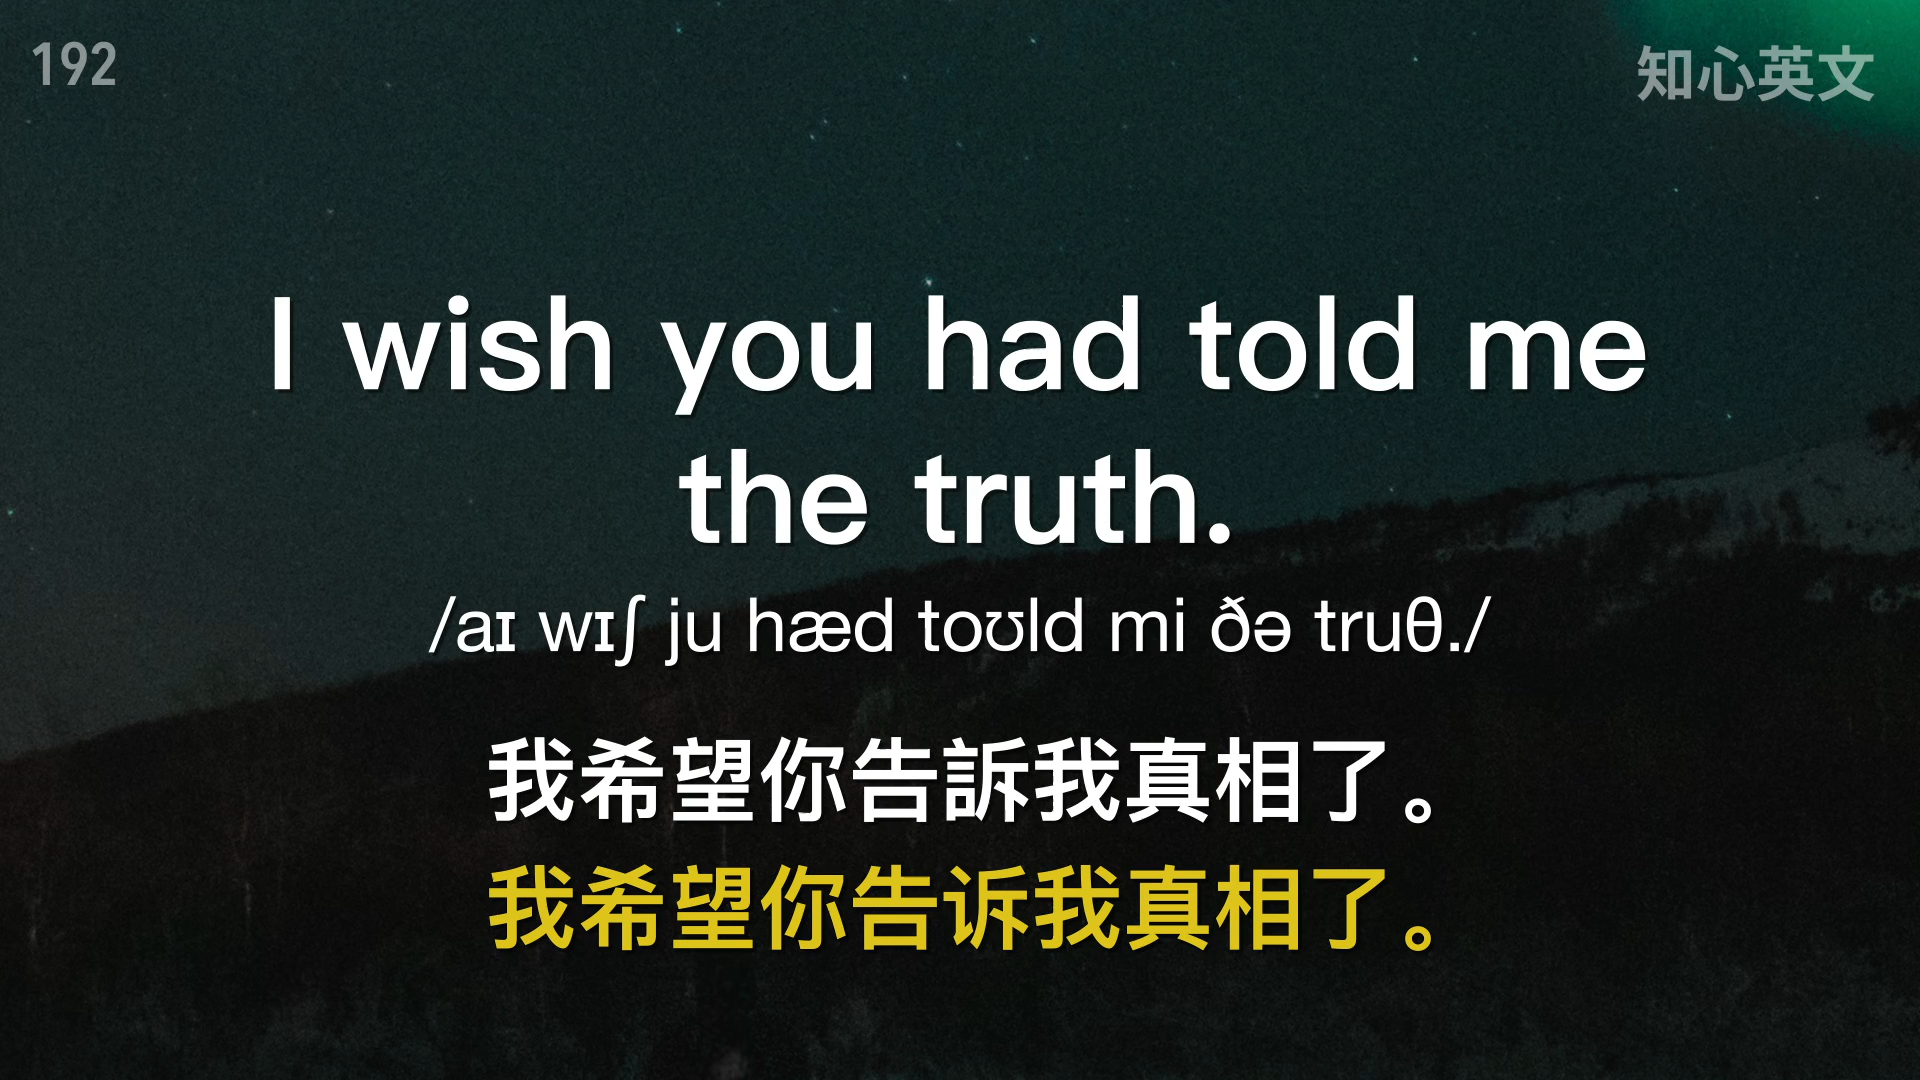 192
知心英文
I wish you had told me
the truth.
/aɪ wɪʃ ju hæd toʊld mi ðə truθ./
我希望你告訴我真相了。
我希望你告诉我真相了。